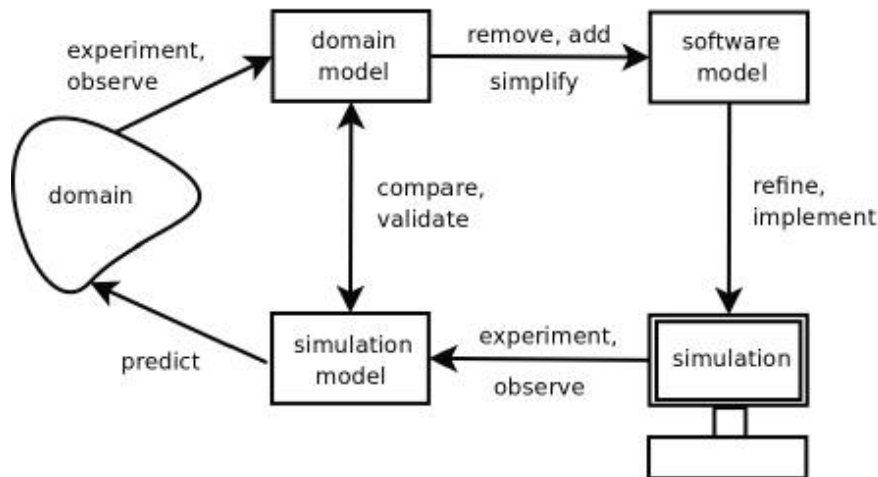 experiment,
observe
domain
model
remove, add
simplify
software
model
domain
compare,
validate
refine,
implement
predict
simulation
model
experiment,
observe
simulation